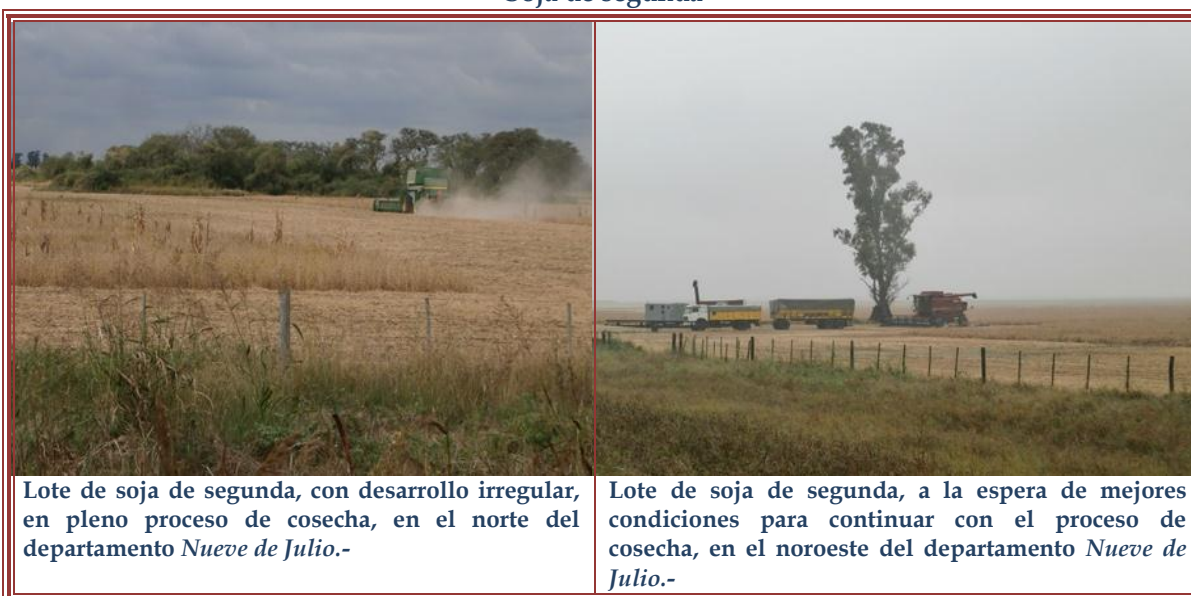 Lote de soja de segunda, con desarrollo irregular,
en pleno proceso de cosecha, en el norte del
departamento Nueve de Julio.-
Lote de soja de segunda, a la espera de mejores
condiciones para continuar con el proceso de
cosecha, en el noroeste del departamento Nueve de
Julio.-